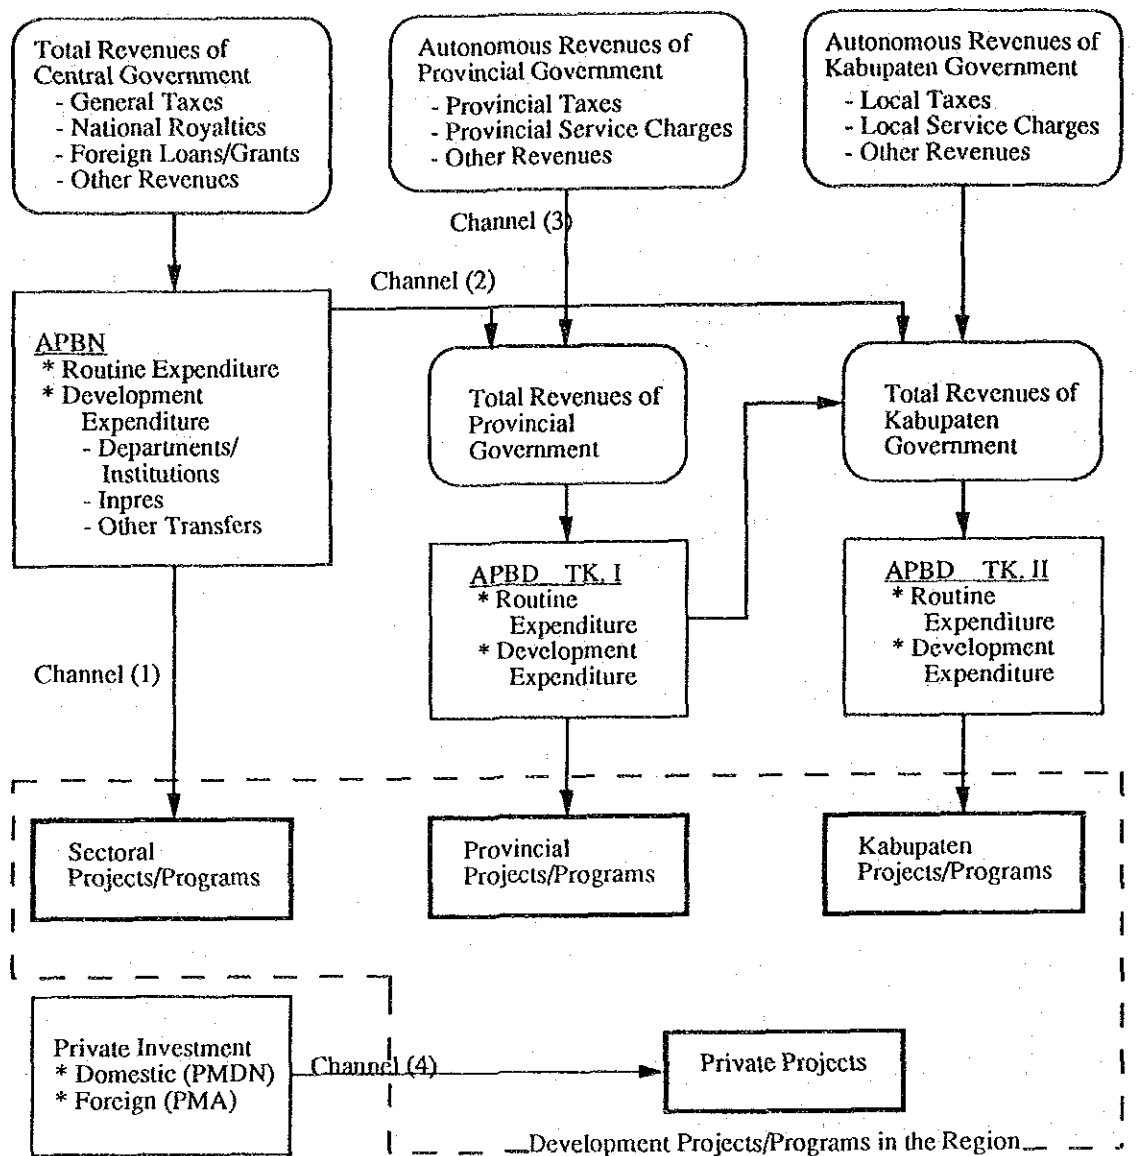 Total Revenues of
Central Government
- General Taxes
- National Royalties
- Foreign Loans/Grants
- Other Revenues
Autonomous Revenues of
Provincial Government
- Provincial Taxes
- Provincial Service Charges
- Other Revenues
Autonomous Revenues of
Kabupaten Government
- Local Taxes
- Local Service Charges
- Other Revenues
Channel (3)
Channel (2)
APBN
* Routine Expenditure
* Development
Expenditure
- Departments/
Institutions
- Inpres
- Other Transfers
Total Revenues of
Provincial
Government
Total Revenues of
Kabupaten
Government
APBD TK. I
* Routine
Expenditure
* Development
Expenditure
APBD TK. II
* Routine
Expenditure
* Development
Expenditure
Channel (1)
Sectoral
Projects/Programs
Provincial
Projects/Programs
Kabupaten
Projects/Programs
Private Investment
* Domestic (PMDN)
* Foreign (PMA)
Channel (4)
Private Projects
Development Projects/Programs in the Region